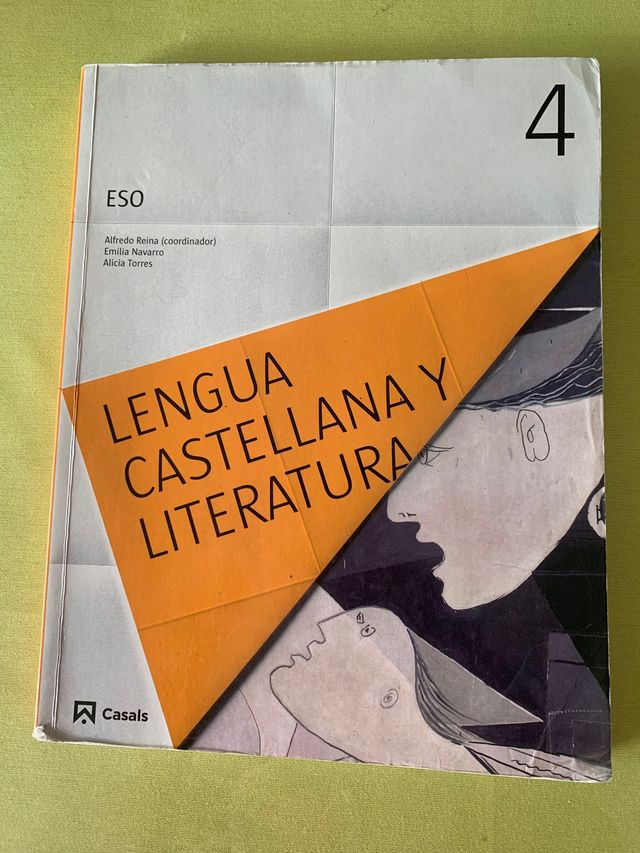 4
ESO
Alfredo Reina (coordinador)
Emilia Navarro
Alicia Torres
LENGUA
CASTELLANA Y
LITERATURA
Casals